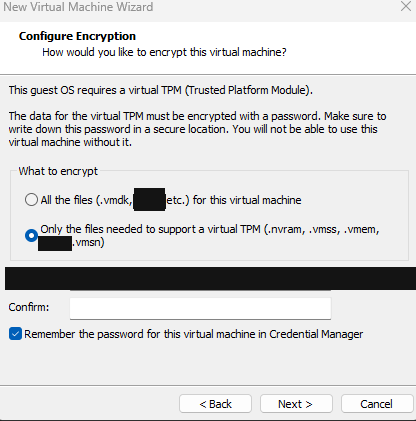 New Virtual Machine Wizard
Configure Encryption
How would you like to encrypt this virtual machine?
This guest OS requires a virtual TPM (Trusted Platform Module).
The data for the virtual TPM must be encrypted with a password. Make sure to
write down this password in a secure location. You will not be able to use this
virtual machine without it.
What to encrypt
All the files (.vmdk, etc.) for this virtual machine
Only the files needed to support a virtual TPM (.nvram, .vmss, .vmem,
.vmsn)
Confirm:
Remember the password for this virtual machine in Credential Manager
< Back Next > Cancel